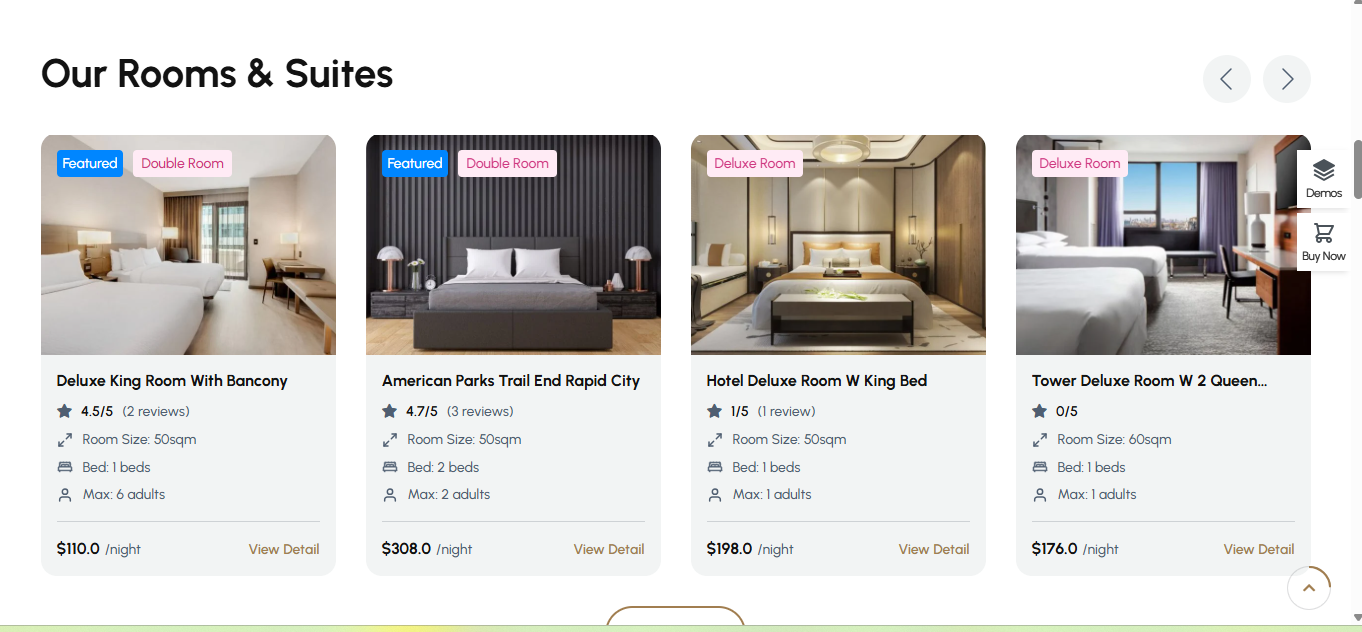 Our Rooms & Suites
Featured Double Room
Featured Double Room
Deluxe Room
Deluxe Room
Demos
Buy Now
Deluxe King Room With Bancony
4.5/5 (2 reviews)
Room Size: 50sqm
Bed: 1 beds
Max: 6 adults
$110.0 /night View Detail
American Parks Trail End Rapid City
4.7/5 (3 reviews)
Room Size: 50sqm
Bed: 2 beds
Max: 2 adults
$308.0 /night View Detail
Hotel Deluxe Room W King Bed
1/5 (1 review)
Room Size: 50sqm
Bed: 1 beds
Max: 1 adults
$198.0 /night View Detail
Tower Deluxe Room W 2 Queen...
0/5
Room Size: 60sqm
Bed: 1 beds
Max: 1 adults
$176.0 /night View Detail